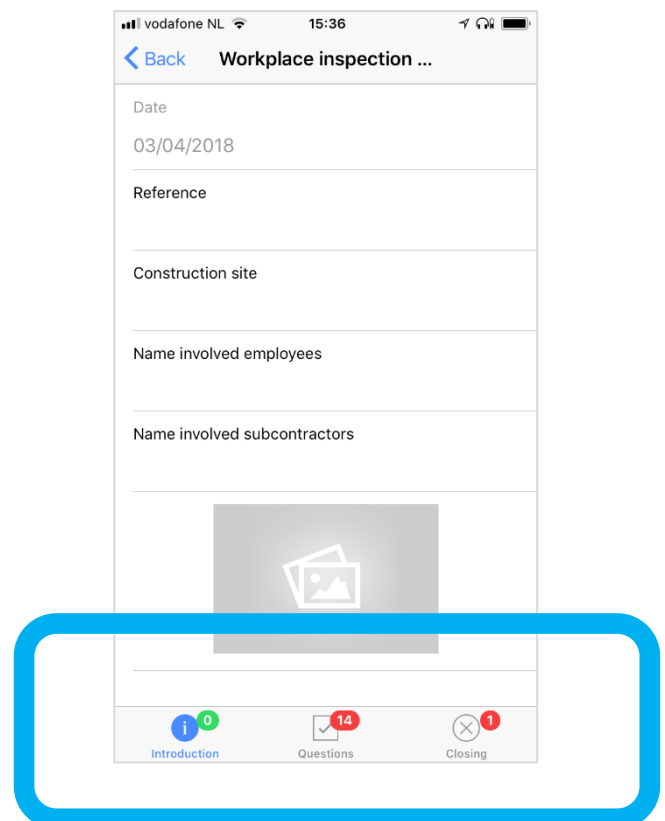 vodafone NL 15:36
Back Workplace inspection ...
Date
03/04/2018
Reference
Construction site
Name involved employees
Name involved subcontractors
i 0 14 1
Introduction Questions Closing